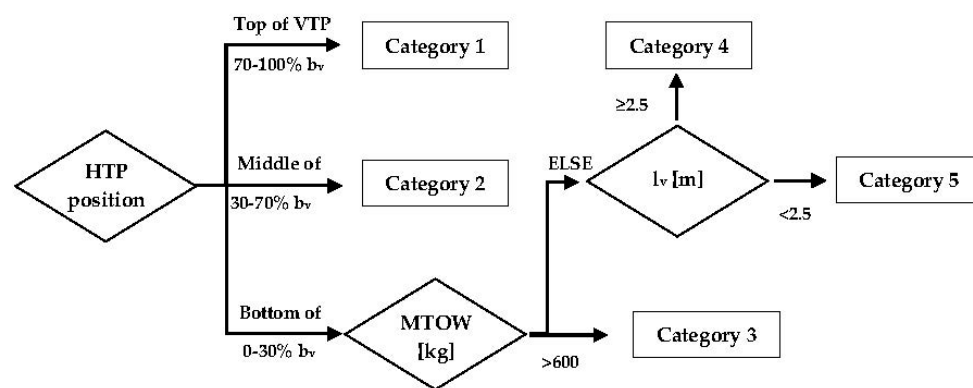 Top of VTP
70-100% bᵥ
Category 1
Category 4
≥2.5
HTP
position
Middle of
30-70% bᵥ
Category 2
ELSE
lᵥ [m]
<2.5
Category 5
Bottom of
0-30% bᵥ
MTOW
[kg]
>600
Category 3